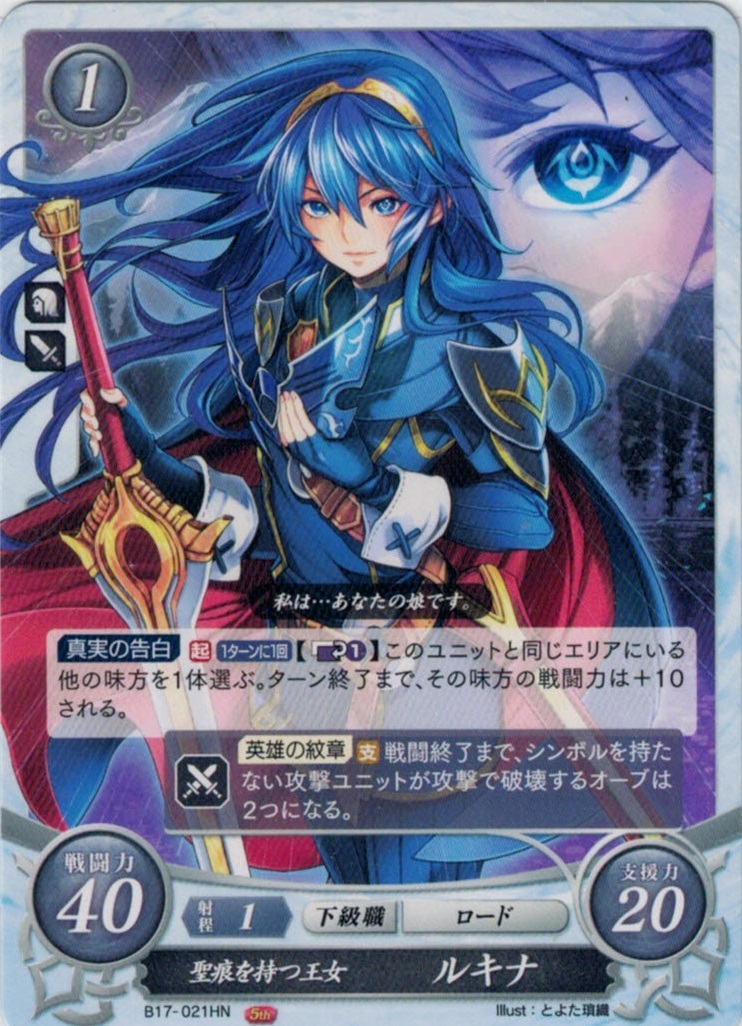 1
私は…あなたの娘です。
真実の告白 起 1ターンに1回【1】このユニットと同じエリアにいる
他の味方を1体選ぶ。ターン終了まで、その味方の戦闘力は+10
される。
英雄の紋章 支 戦闘終了まで、シンボルを持た
ない攻撃ユニットが攻撃で破壊するオーブは
2つになる。
戦闘力
40
射程 1
下級職 ロード
支援力
20
聖痕を持つ王女 ルキナ
B17-021HN 5th Illust：とよた瑣織